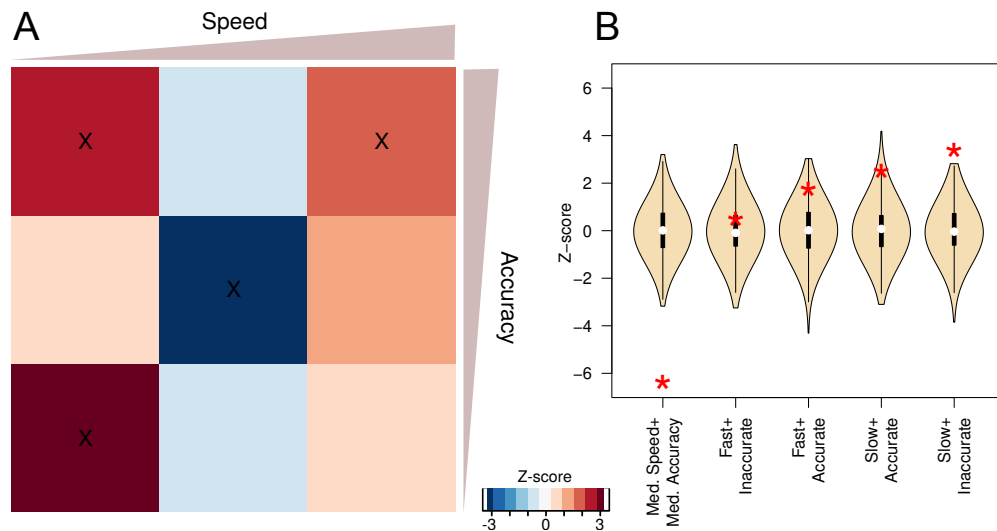 A
Speed
X
X
X
X
Accuracy
Z-score
-3
0
3
B
Z-score
6
4
2
0
−2
−4
−6
Med. Speed+
Med. Accuracy
Fast+
Inaccurate
Fast+
Accurate
Slow+
Accurate
Slow+
Inaccurate